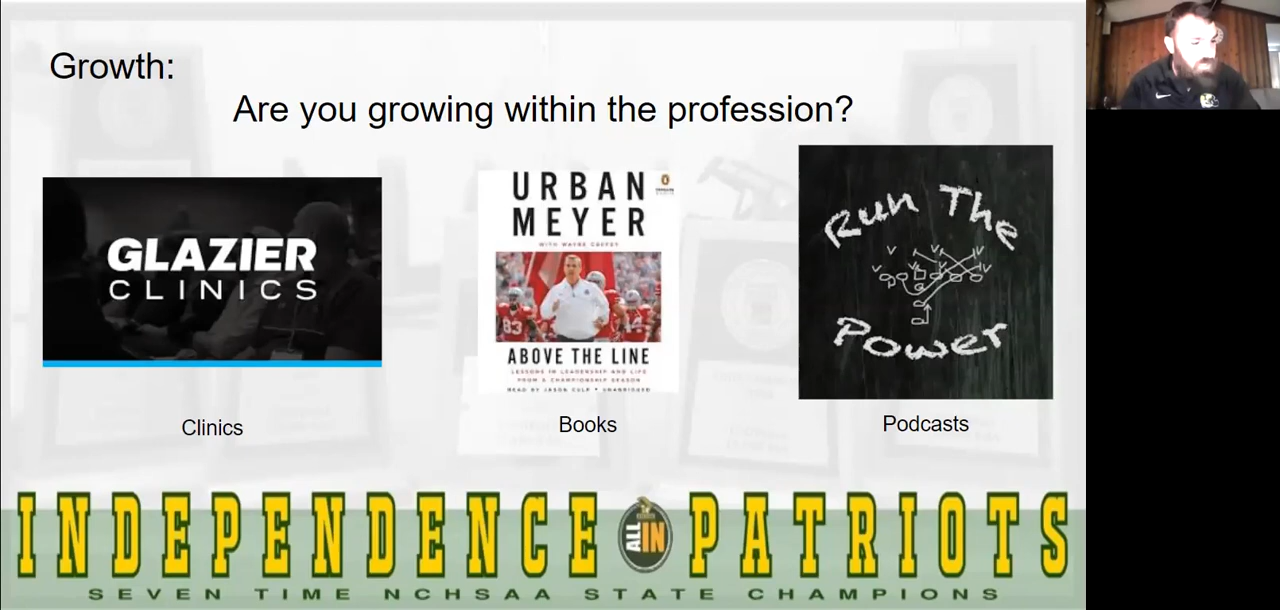 Growth:
Are you growing within the profession?
GLAZIER
CLINICS
URBAN
MEYER
WITH WAYNE COFFEY
83
ABOVE THE LINE
LESSONS IN LEADERSHIP AND LIFE
FROM A CHAMPIONSHIP SEASON
READ BY JASON CULP • UNABRIDGED
Run The
Power
Clinics
Books
Podcasts
INDEPENDENCE ALL IN PATRIOTS
SEVEN TIME NCHSAA STATE CHAMPIONS